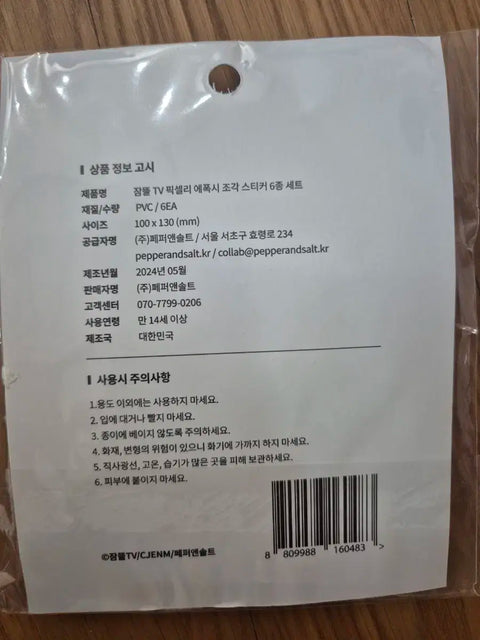 ▎상품 정보 고시
제품명 잠뜰 TV 픽셀리 에폭시 조각 스티커 6종 세트
재질/수량 PVC / 6EA
사이즈 100 x 130 (mm)
공급자명 (주)페퍼앤솔트 / 서울 서초구 효령로 234
pepperandsalt.kr / collab@pepperandsalt.kr
제조년월 2024년 05월
판매자명 (주)페퍼앤솔트
고객센터 070-7799-0206
사용연령 만 14세 이상
제조국 대한민국
▎사용시 주의사항
1.용도 이외에는 사용하지 마세요.
2. 입에 대거나 빨지 마세요.
3. 종이에 베이지 않도록 주의하세요.
4. 화재, 변형의 위험이 있으니 화기에 가까지 하지 마세요.
5. 직사광선, 고온, 습기가 많은 곳을 피해 보관하세요.
6. 피부에 붙이지 마세요.
8 809988 160483 >
©잠뜰TV/CJENM/페퍼앤솔트